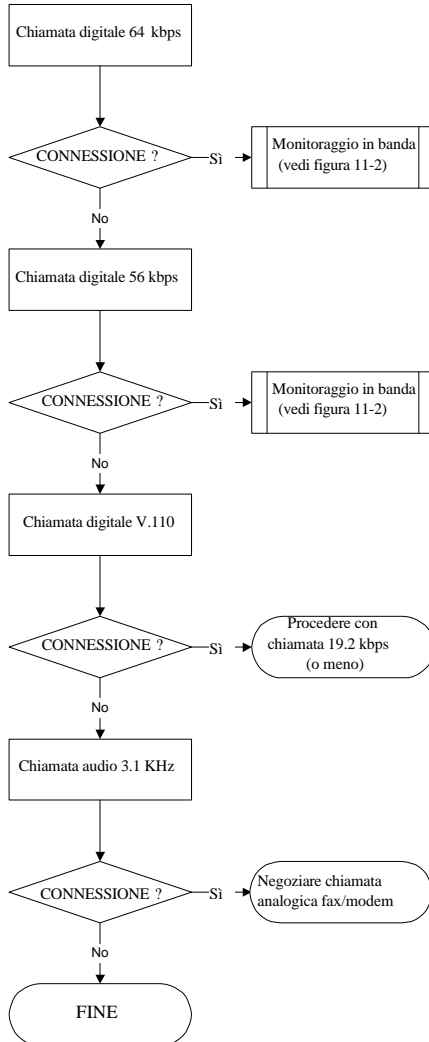 Chiamata digitale 64 kbps
CONNESSIONE ?
Sì
Monitoraggio in banda
(vedi figura 11-2)
No
Chiamata digitale 56 kbps
CONNESSIONE ?
Sì
Monitoraggio in banda
(vedi figura 11-2)
No
Chiamata digitale V.110
CONNESSIONE ?
Sì
Procedere con
chiamata 19.2 kbps
(o meno)
No
Chiamata audio 3.1 KHz
CONNESSIONE ?
Sì
Negoziare chiamata
analogica fax/modem
No
FINE